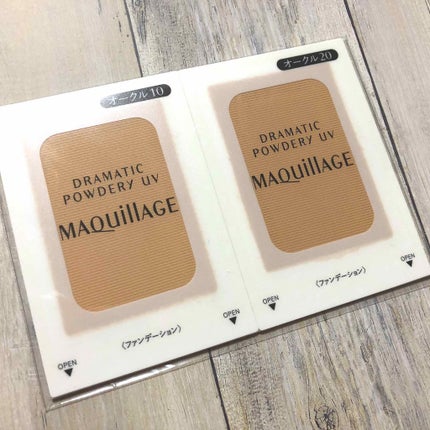 オークル10
DRAMATIC
POWDERY UV
MAQuillAGE
(ファンデーション)
OPEN
OPEN
オークル20
DRAMATIC
POWDERY UV
MAQuillAGE
(ファンデーション)
OPEN
OPEN